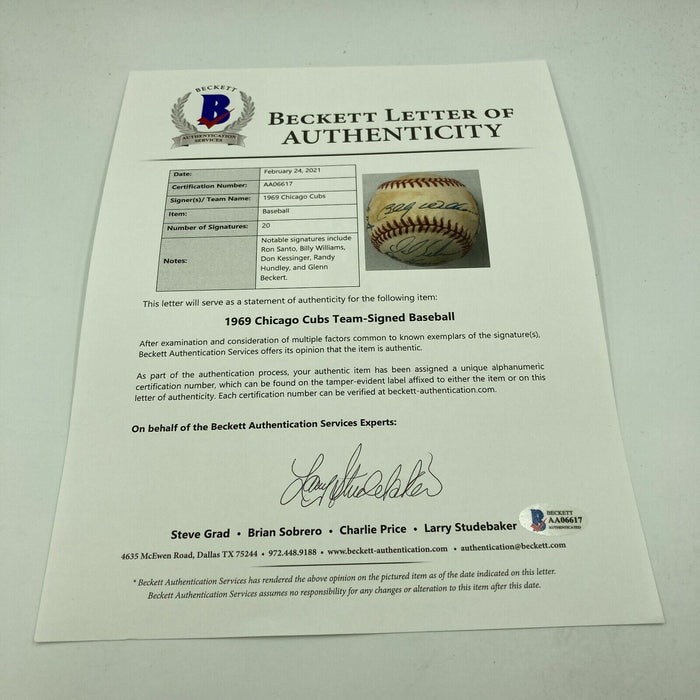 BECKETT
B
AUTHENTICATION
SERVICES
BECKETT LETTER OF
AUTHENTICITY
Date: February 24, 2021
Certification Number: AA06617
Signer(s)/ Team Name: 1969 Chicago Cubs
Item: Baseball
Number of Signatures: 20
Notes: Notable signatures include
Ron Santo, Billy Williams,
Don Kessinger, Randy
Hundley, and Glenn
Beckert.
Billy Williams
This letter will serve as a statement of authenticity for the following item:
1969 Chicago Cubs Team-Signed Baseball
After examination and consideration of multiple factors common to known exemplars of the signature(s),
Beckett Authentication Services offers its opinion that the item is authentic.
As part of the authentication process, your authentic item has been assigned a unique alphanumeric
certification number, which can be found on the tamper-evident label affixed to either the item or on this
letter of authenticity. Each certification number can be verified at beckett-authentication.com.
On behalf of the Beckett Authentication Services Experts:
Larry Studebaker
Steve Grad • Brian Sobrero • Charlie Price • Larry Studebaker
BECKETT
AA06617
AUTHENTICATED
4635 McEwen Road, Dallas TX 75244 • 972.448.9188 • www.beckett-authentication.com • authentication@beckett.com
* Beckett Authentication Services has rendered the above opinion on the pictured item as of the date indicated on this letter.
Beckett Authentication Services assumes no responsibility for any changes or alteration to this item after this date.